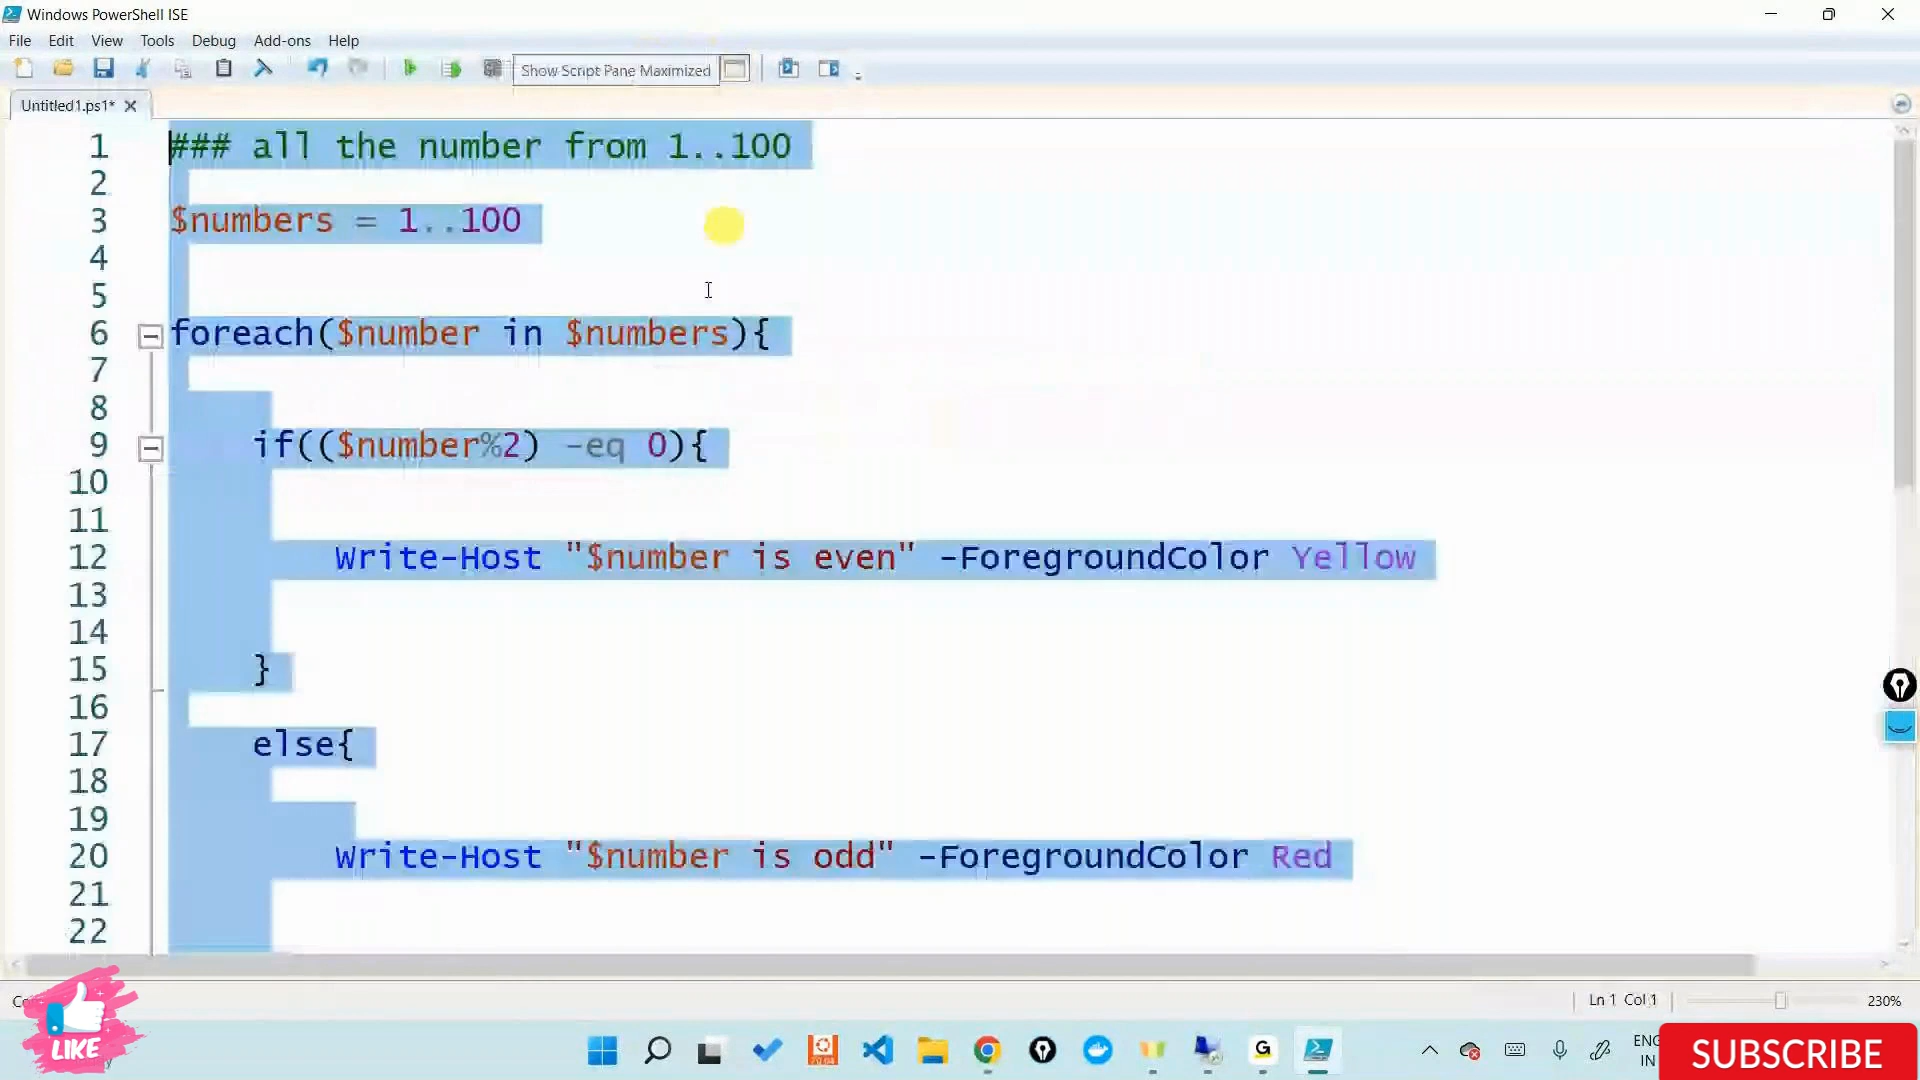 Windows PowerShell ISE
File Edit View Tools Debug Add-ons Help
Show Script Pane Maximized
Untitled1.ps1*
1 ### all the number from 1..100
2
3 $numbers = 1..100
4
5
6 foreach($number in $numbers){
7
8
9 if(($number%2) -eq 0){
10
11
12 Write-Host "$number is even" -ForegroundColor Yellow
13
14
15 }
16
17 else{
18
19
20 Write-Host "$number is odd" -ForegroundColor Red
21
22
Ln 1 Col 1 230%
LIKE
20.04
G
ENG
IN
SUBSCRIBE